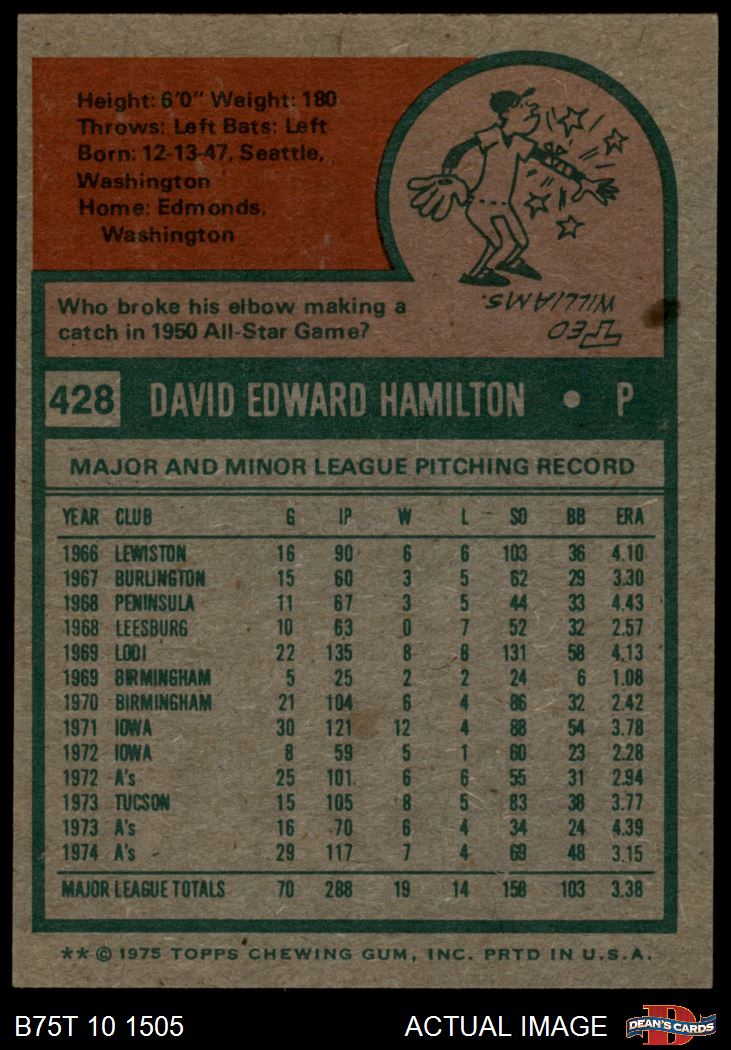 Height: 6'0" Weight: 180
Throws: Left Bats: Left
Born: 12-13-47, Seattle,
Washington
Home: Edmonds,
Washington
Who broke his elbow making a
catch in 1950 All-Star Game?
TED
WILLIAMS.
428 DAVID EDWARD HAMILTON • P
MAJOR AND MINOR LEAGUE PITCHING RECORD
YEAR CLUB G IP W L SO BB ERA
1966 LEWISTON 16 90 6 6 103 36 4.10
1967 BURLINGTON 15 60 3 5 62 29 3.30
1968 PENINSULA 11 67 3 5 44 33 4.43
1968 LEESBURG 10 63 0 7 52 32 2.57
1969 LODI 22 135 8 8 131 58 4.13
1969 BIRMINGHAM 5 25 2 2 24 6 1.08
1970 BIRMINGHAM 21 104 6 4 86 32 2.42
1971 IOWA 30 121 12 4 88 54 3.78
1972 IOWA 8 59 5 1 60 23 2.28
1972 A's 25 101 6 6 55 31 2.94
1973 TUCSON 15 105 8 5 83 38 3.77
1973 A's 16 70 6 4 34 24 4.39
1974 A's 29 117 7 4 69 48 3.15
MAJOR LEAGUE TOTALS 70 288 19 14 158 103 3.38
** © 1975 TOPPS CHEWING GUM, INC. PRTD IN U.S.A.
B75T 10 1505 ACTUAL IMAGE
DEAN'S CARDS